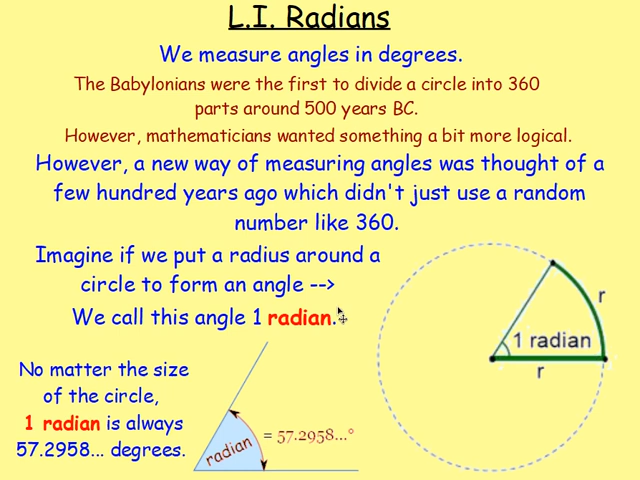 L.I. Radians
We measure angles in degrees.
The Babylonians were the first to divide a circle into 360
parts around 500 years BC.
However, mathematicians wanted something a bit more logical.
However, a new way of measuring angles was thought of a
few hundred years ago which didn't just use a random
number like 360.
Imagine if we put a radius around a
circle to form an angle -->
We call this angle 1 radian.
r
1 radian
r
No matter the size
of the circle,
1 radian is always
57.2958... degrees.
radian
= 57.2958...°